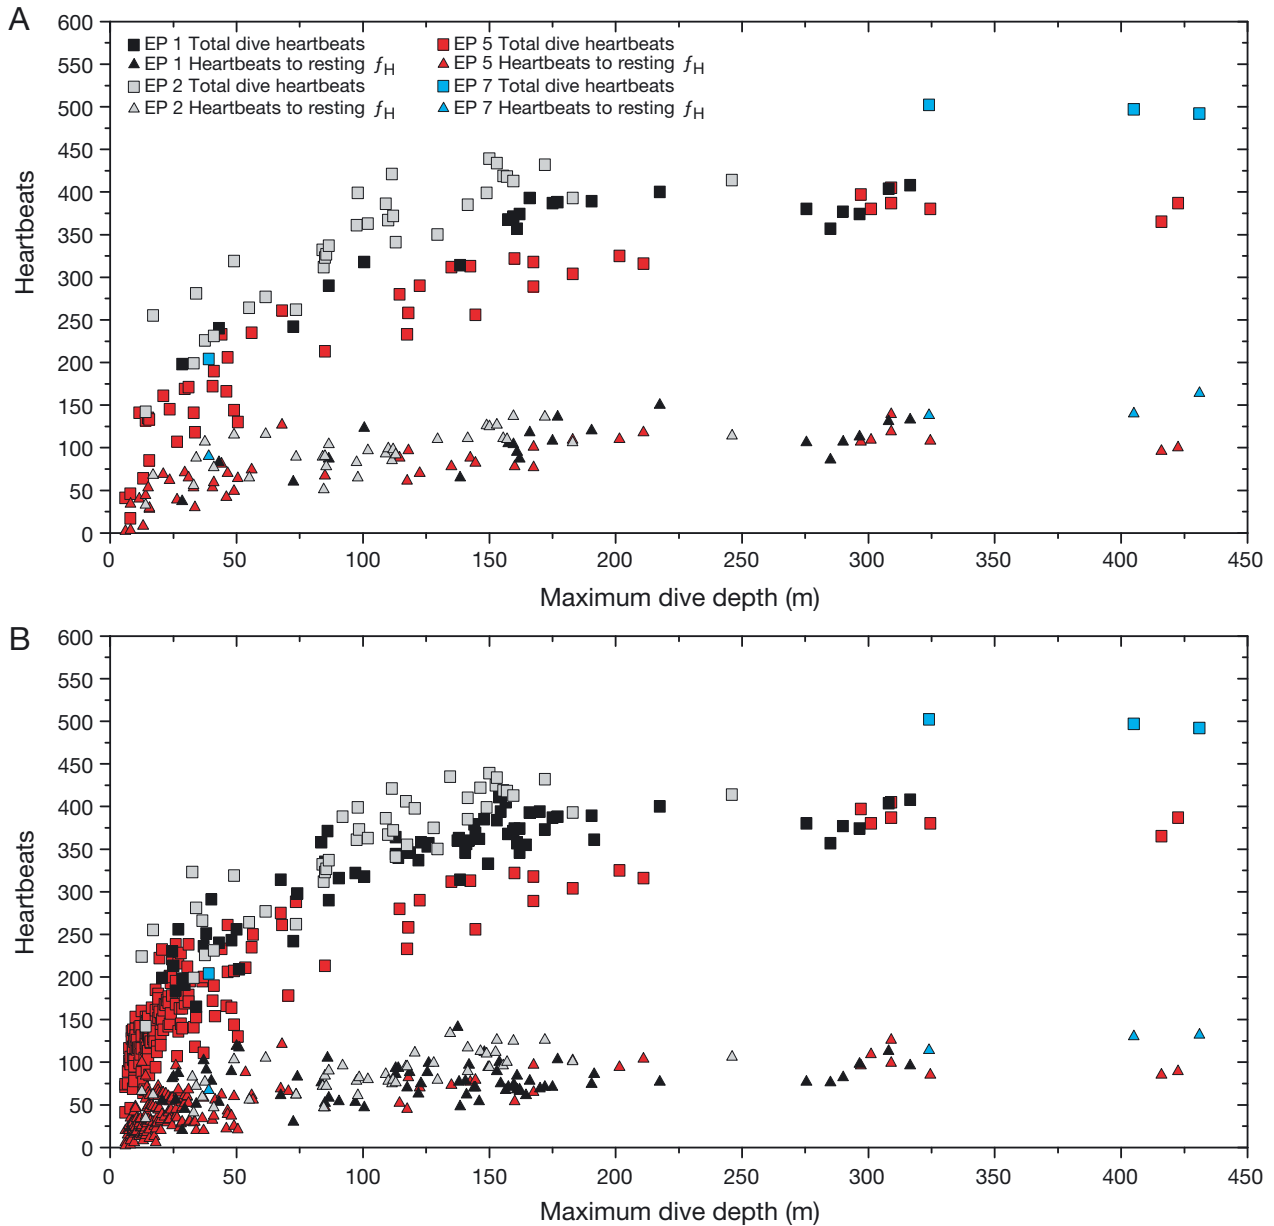 A
600
550
500
450
400
350
300
250
200
150
100
50
0
Heartbeats
EP 1 Total dive heartbeats
EP 1 Heartbeats to resting fH
EP 2 Total dive heartbeats
EP 2 Heartbeats to resting fH
EP 5 Total dive heartbeats
EP 5 Heartbeats to resting fH
EP 7 Total dive heartbeats
EP 7 Heartbeats to resting fH
0 50 100 150 200 250 300 350 400 450
Maximum dive depth (m)
B
600
550
500
450
400
350
300
250
200
150
100
50
0
Heartbeats
0 50 100 150 200 250 300 350 400 450
Maximum dive depth (m)